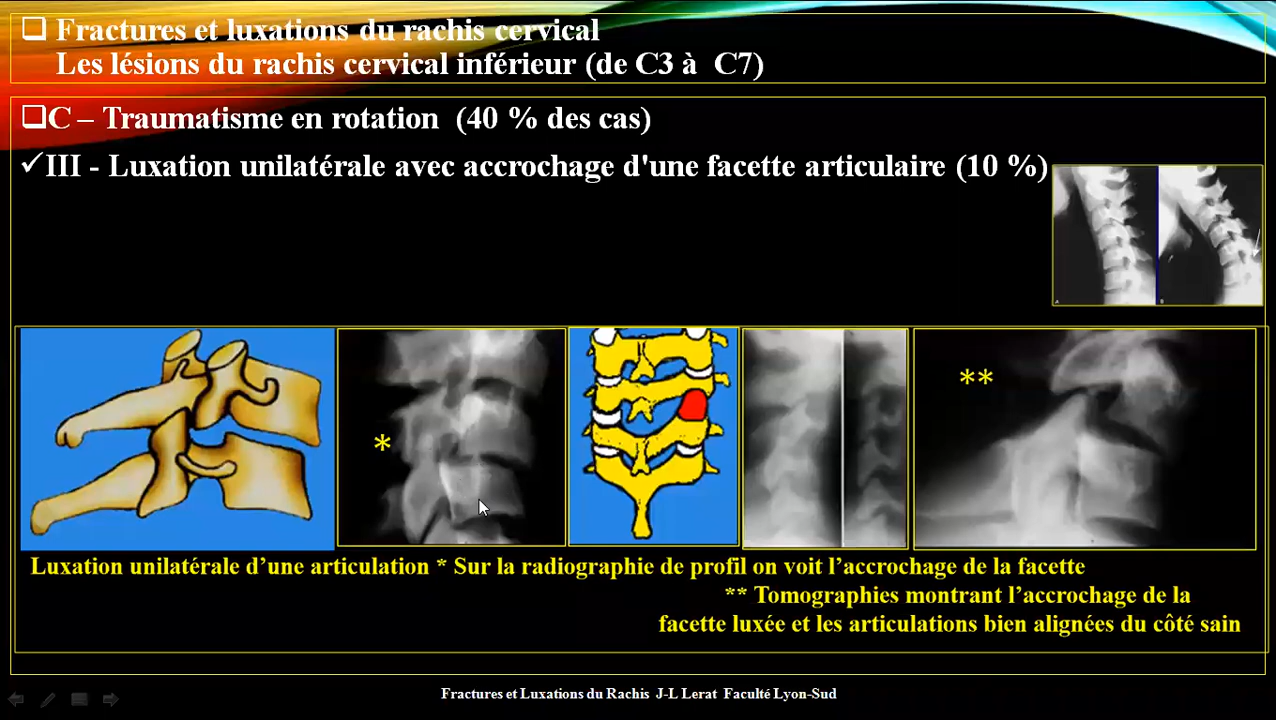 Fractures et luxations du rachis cervical
Les lésions du rachis cervical inférieur (de C3 à C7)
C – Traumatisme en rotation (40 % des cas)
III - Luxation unilatérale avec accrochage d'une facette articulaire (10 %)
*
**
Luxation unilatérale d’une articulation * Sur la radiographie de profil on voit l’accrochage de la facette
** Tomographies montrant l’accrochage de la
facette luxée et les articulations bien alignées du côté sain
Fractures et Luxations du Rachis J-L Lerat Faculté Lyon-Sud